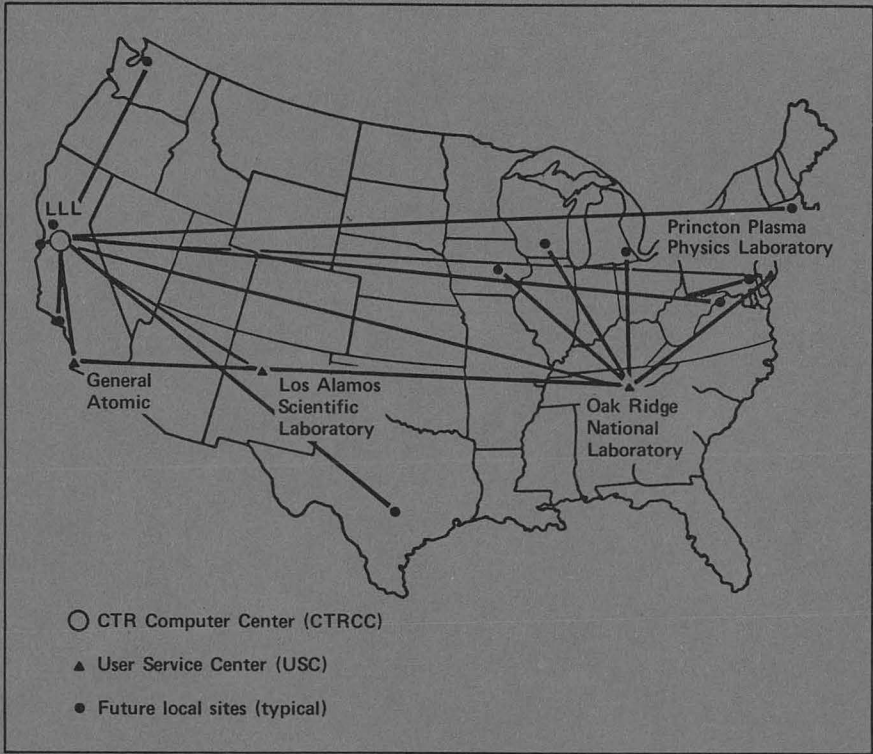 LLL
Princton Plasma
Physics Laboratory
General
Atomic
Los Alamos
Scientific
Laboratory
Oak Ridge
National
Laboratory
CTR Computer Center (CTRCC)
User Service Center (USC)
Future local sites (typical)